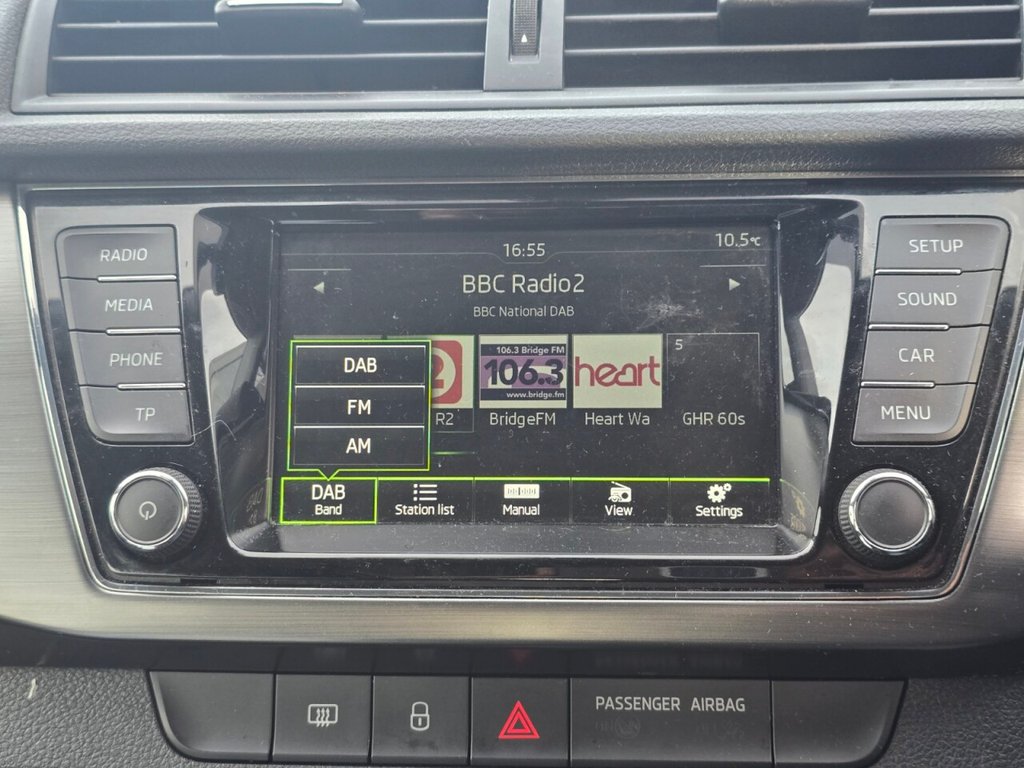 RADIO
MEDIA
PHONE
TP
16:55
10.5°C
BBC Radio2
BBC National DAB
DAB
FM
AM
2
R2
106.3 Bridge FM
106.3
www.bridge.fm
BridgeFM
heart
Heart Wa
5
GHR 60s
DAB
Band
Station list
Manual
View
Settings
SETUP
SOUND
CAR
MENU
PASSENGER AIRBAG